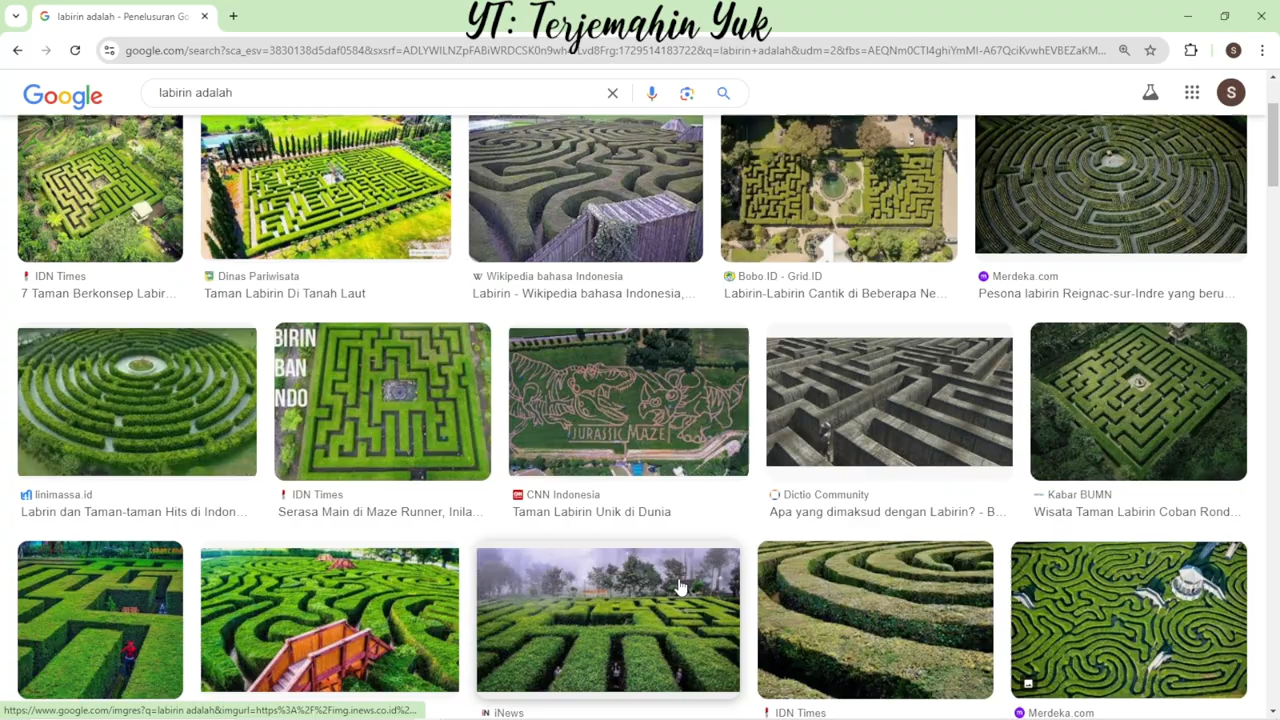 labirin adalah - Penelusuran Go
YT: Terjemahin Yuk
google.com/search?sca_esv=3830138d5daf0584&sxsrf=ADLYWILNZpFABiWRDCSK0n9wh
Lvd8Frg:1729514183722&q=labirin+adalah&udm=2&fbs=AEQNm0CTI4ghiYmMI-A67QciKvwhEVBEZaKM...
S
Google
labirin adalah
S
IDN Times
7 Taman Berkonsep Labir...
Dinas Pariwisata
Taman Labirin Di Tanah Laut
W Wikipedia bahasa Indonesia
Labirin - Wikipedia bahasa Indonesia,...
Bobo.ID - Grid.ID
Labirin-Labirin Cantik di Beberapa Ne...
m Merdeka.com
Pesona labirin Reignac-sur-Indre yang beru...
BIRIN
BAN
NDO
JURASSIC MAZE
linimassa.id
Labrin dan Taman-taman Hits di Indon...
IDN Times
Serasa Main di Maze Runner, Inila...
CNN Indonesia
Taman Labirin Unik di Dunia
Dictio Community
Apa yang dimaksud dengan Labirin? - B...
Kabar BUMN
Wisata Taman Labirin Coban Rond...
iN iNews
IDN Times
m Merdeka.com
https://www.google.com/imgres?q=labirin adalah&imgurl=https%3A%2F%2Fimg.inews.co.id%2...